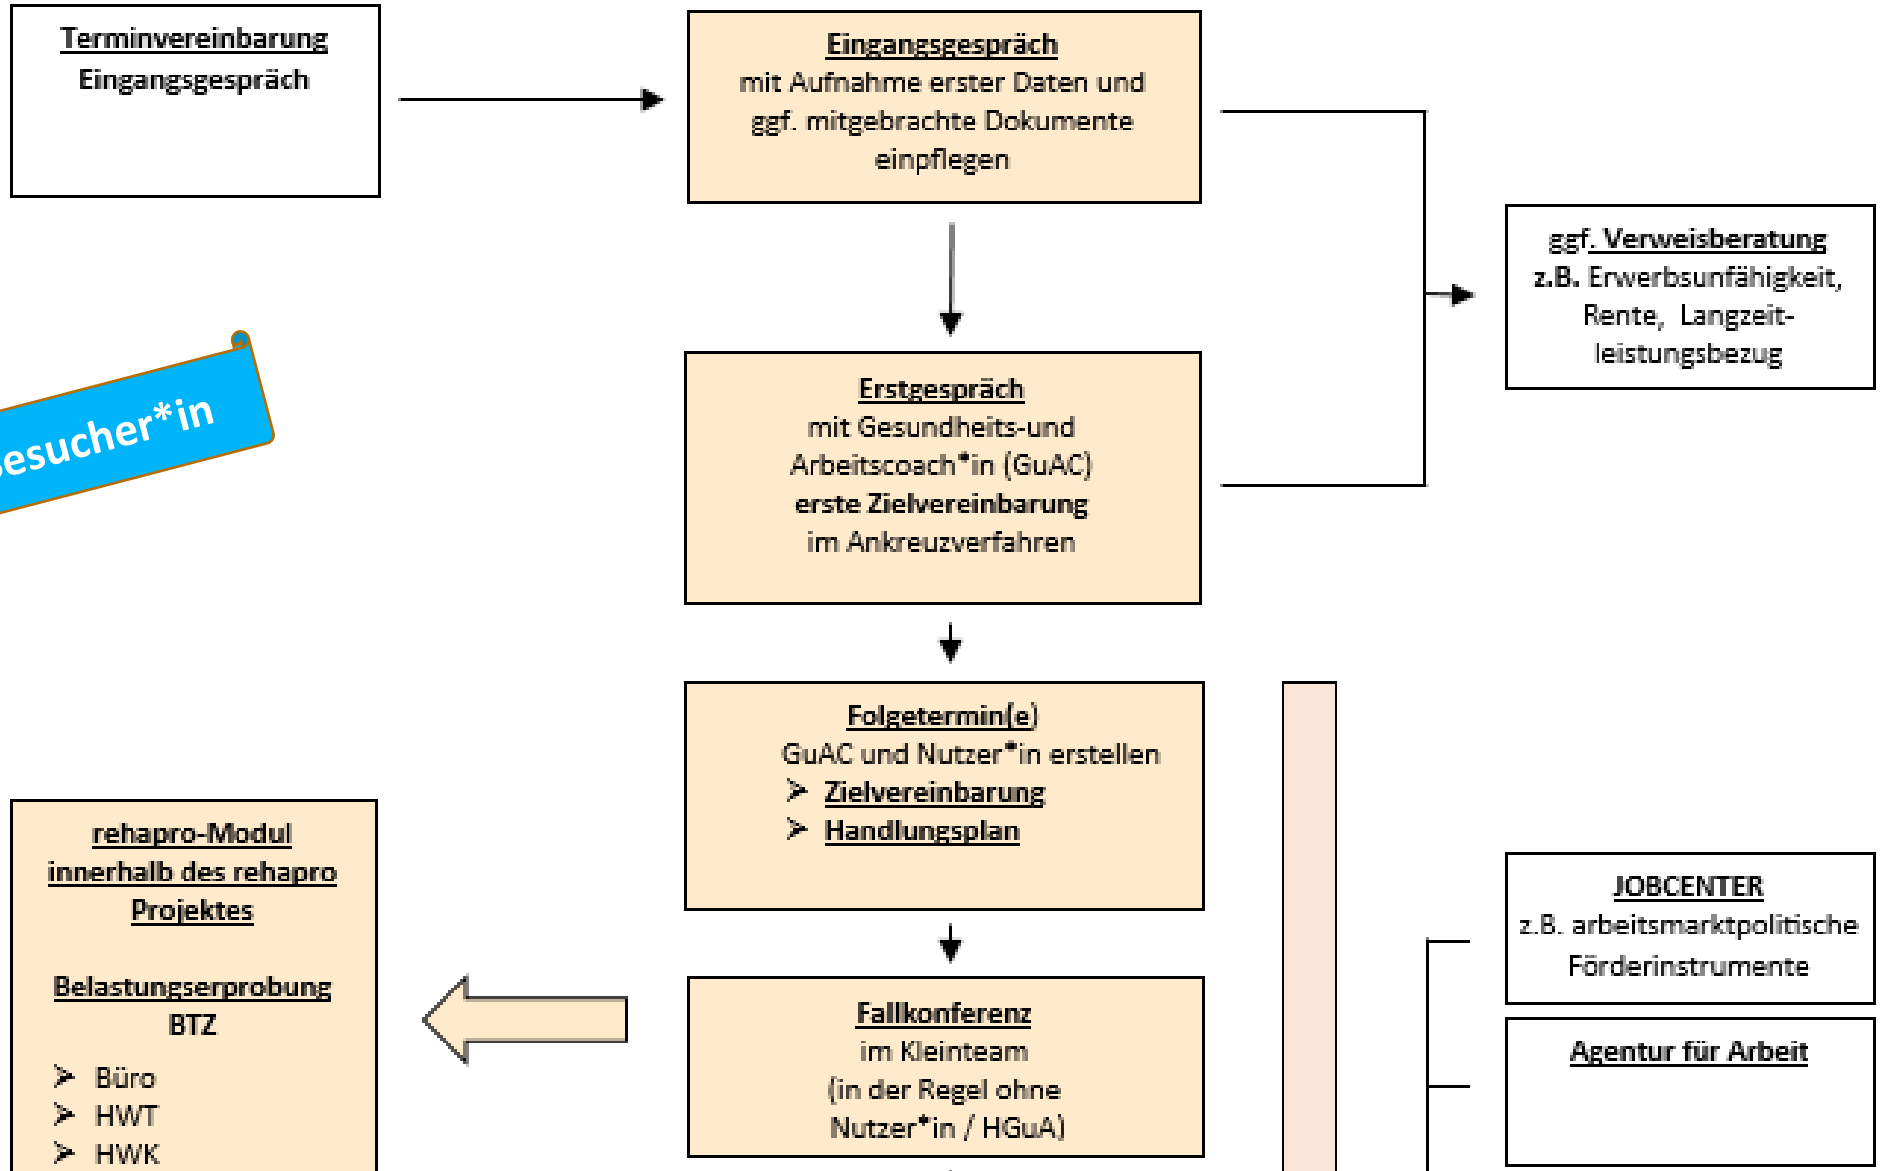 Terminvereinbarung
Eingangsgespräch
Eingangsgespräch
mit Aufnahme erster Daten und
ggf. mitgebrachte Dokumente
einpflegen
ggf. Verweisberatung
z.B. Erwerbsunfähigkeit,
Rente, Langzeit-
leistungsbezug
esucher*in
Erstgespräch
mit Gesundheits-und
Arbeitscoach*in (GuAC)
erste Zielvereinbarung
im Ankreuzverfahren
Folgetermin(e)
GuAC und Nutzer*in erstellen
➢ Zielvereinbarung
➢ Handlungsplan
rehapro-Modul
innerhalb des rehapro
Projektes
Belastungserprobung
BTZ
➢ Büro
➢ HWT
➢ HWK
Fallkonferenz
im Kleinteam
(in der Regel ohne
Nutzer*in / HGuA)
JOBCENTER
z.B. arbeitsmarktpolitische
Förderinstrumente
Agentur für Arbeit